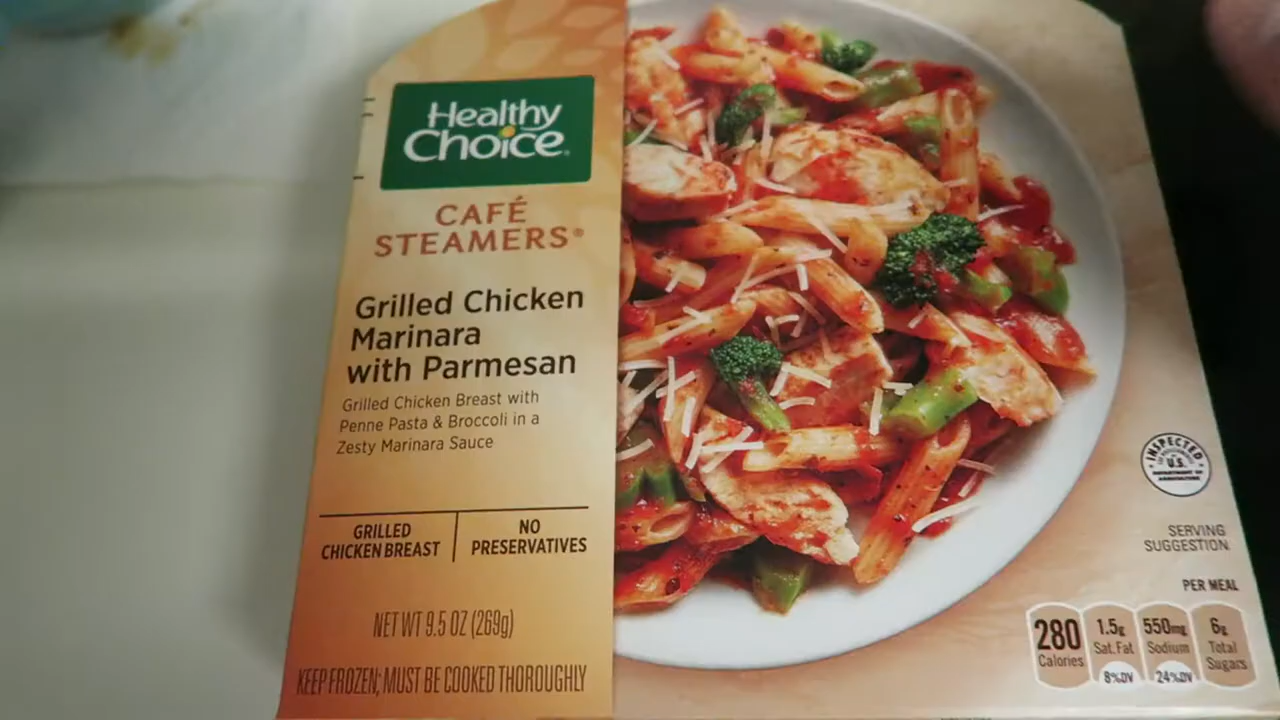 Healthy
Choice®
CAFÉ
STEAMERS®
Grilled Chicken
Marinara
with Parmesan
Grilled Chicken Breast with
Penne Pasta & Broccoli in a
Zesty Marinara Sauce
GRILLED
CHICKEN BREAST
NO
PRESERVATIVES
NET WT 9.5 OZ (269g)
KEEP FROZEN; MUST BE COOKED THOROUGHLY
INSPECTED
U.S.
DEPARTMENT OF
AGRICULTURE
SERVING
SUGGESTION
PER MEAL
280
Calories
1.5g
Sat. Fat
8%DV
550mg
Sodium
24%DV
6g
Total
Sugars